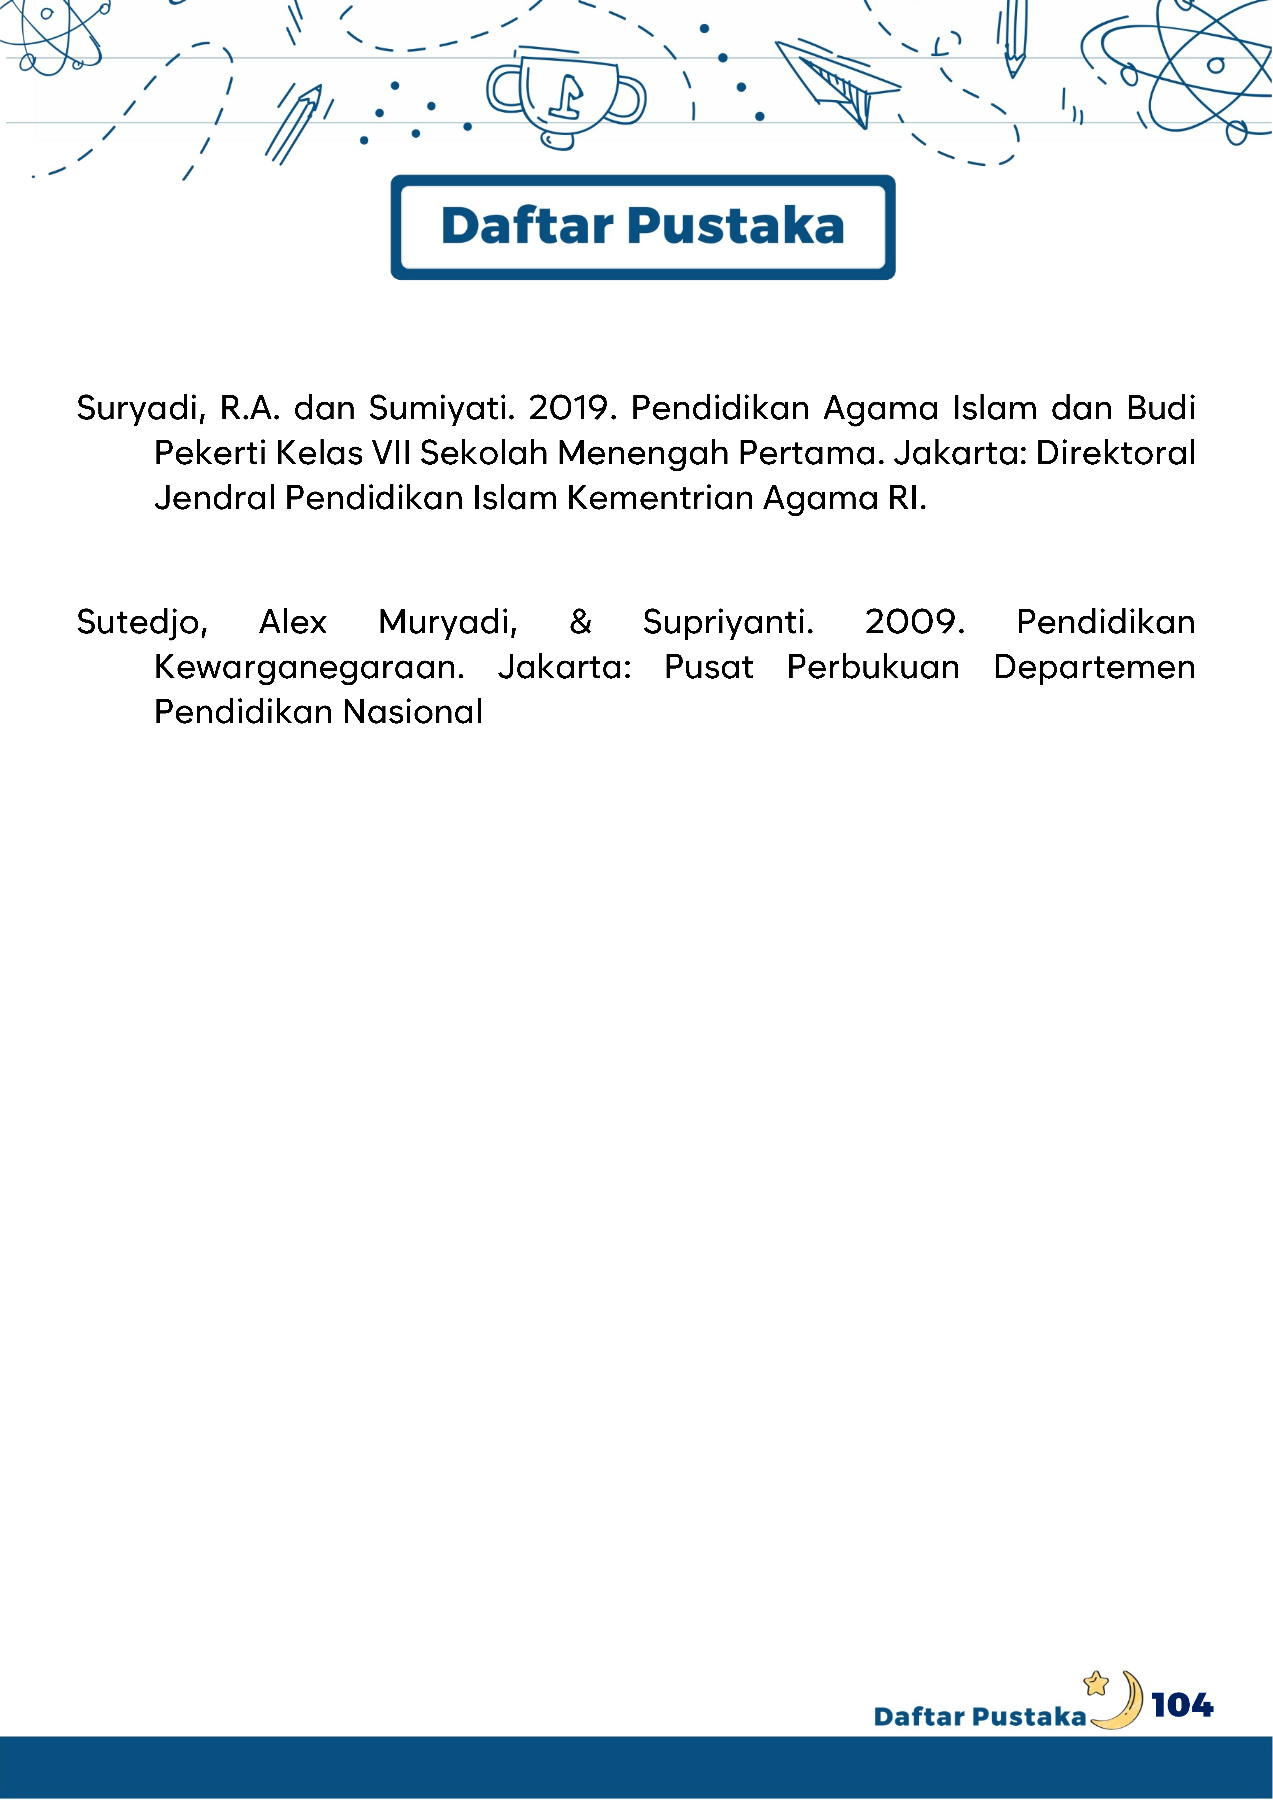 Daftar Pustaka
Suryadi, R.A. dan Sumiyati. 2019. Pendidikan Agama Islam dan Budi
Pekerti Kelas VII Sekolah Menengah Pertama. Jakarta: Direktoral
Jendral Pendidikan Islam Kementrian Agama RI.
Sutedjo, Alex Muryadi, & Supriyanti. 2009. Pendidikan
Kewarganegaraan. Jakarta: Pusat Perbukuan Departemen
Pendidikan Nasional
Daftar Pustaka 104